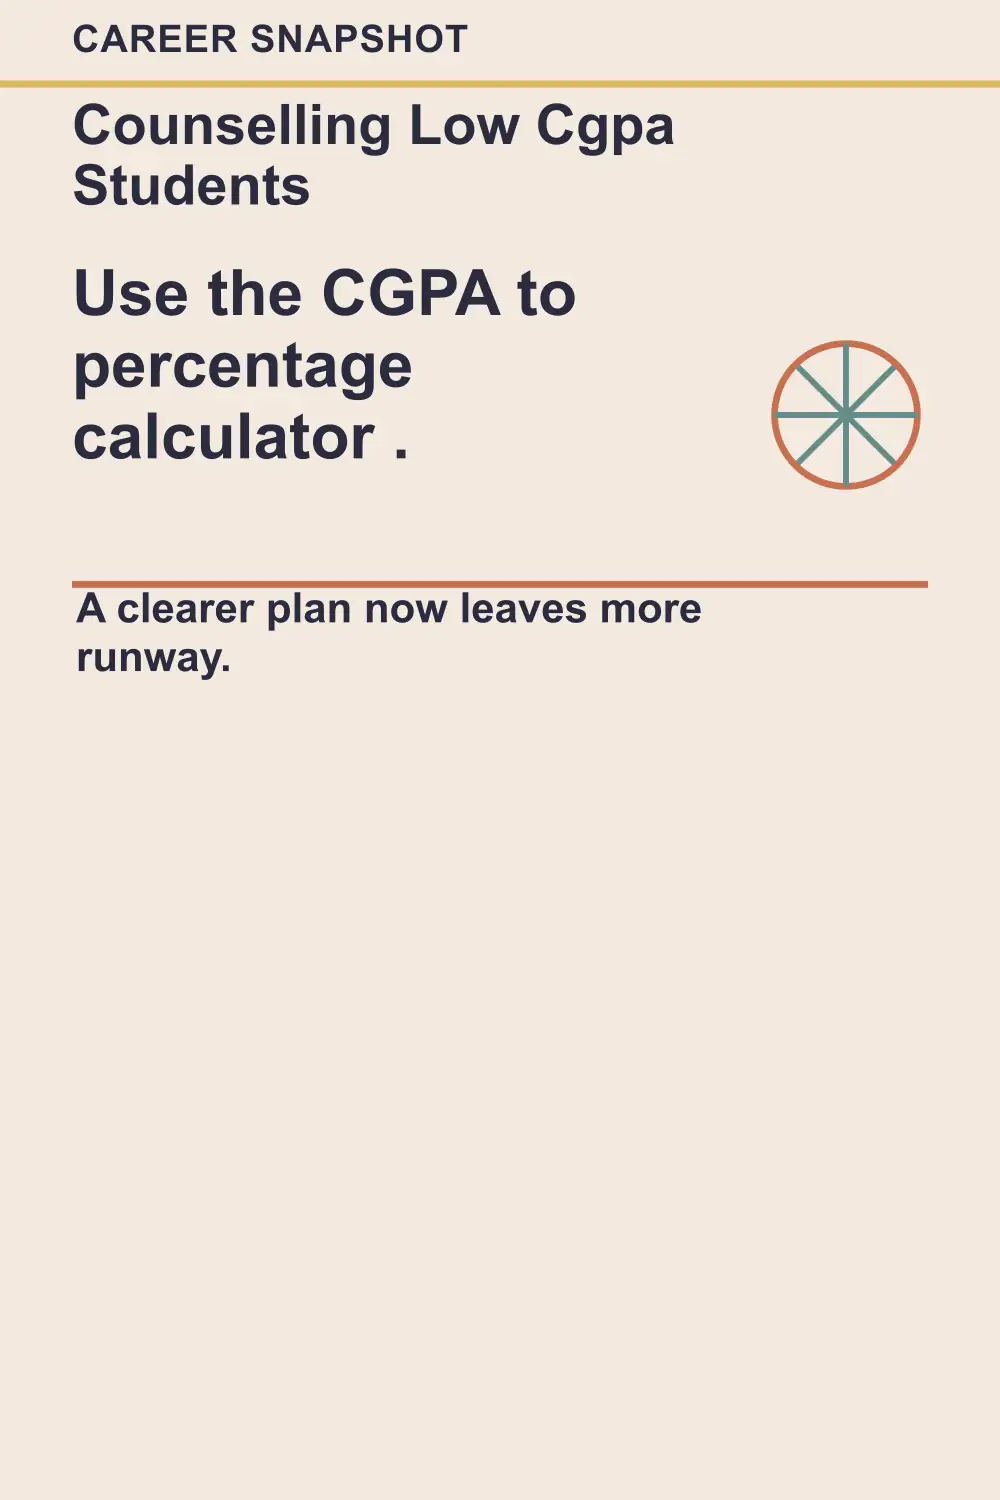 CAREER SNAPSHOT
Counselling Low Cgpa
Students
Use the CGPA to
percentage
calculator .
A clearer plan now leaves more
runway.